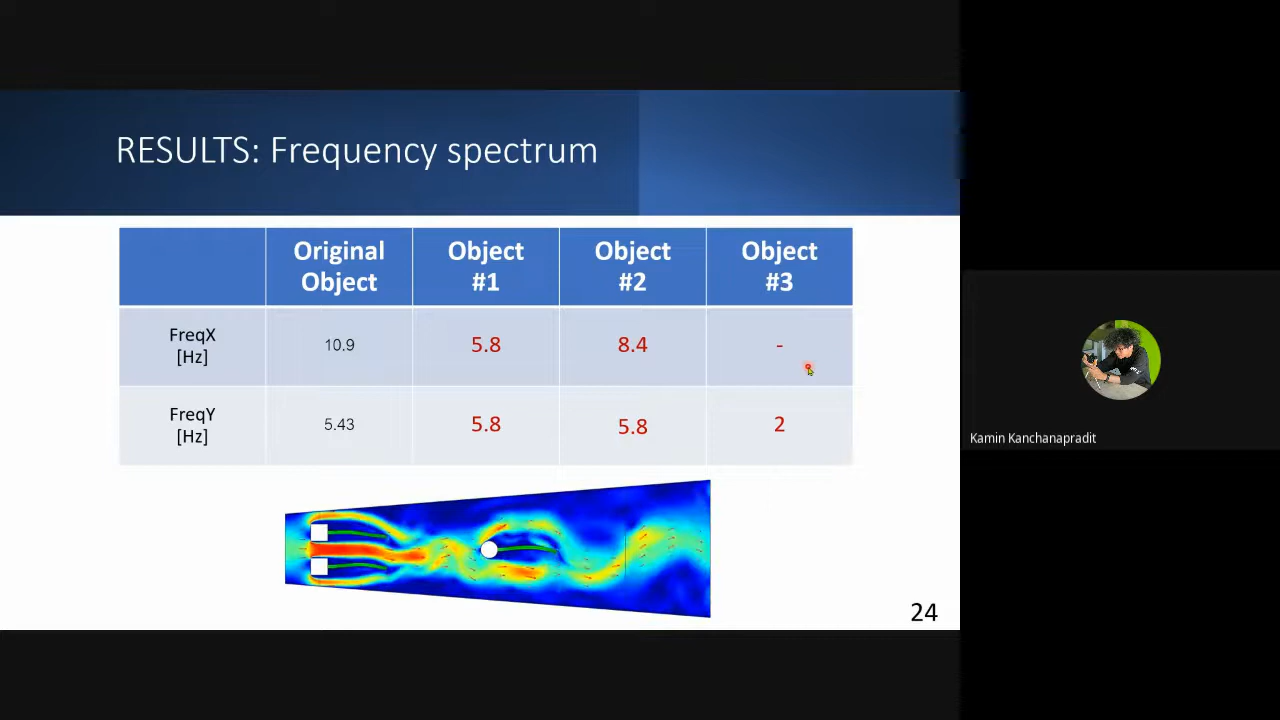 RESULTS: Frequency spectrum
Original Object
Object #1
Object #2
Object #3
FreqX [Hz]
10.9
5.8
8.4
-
FreqY [Hz]
5.43
5.8
5.8
2
24
Kamin Kanchanapradit